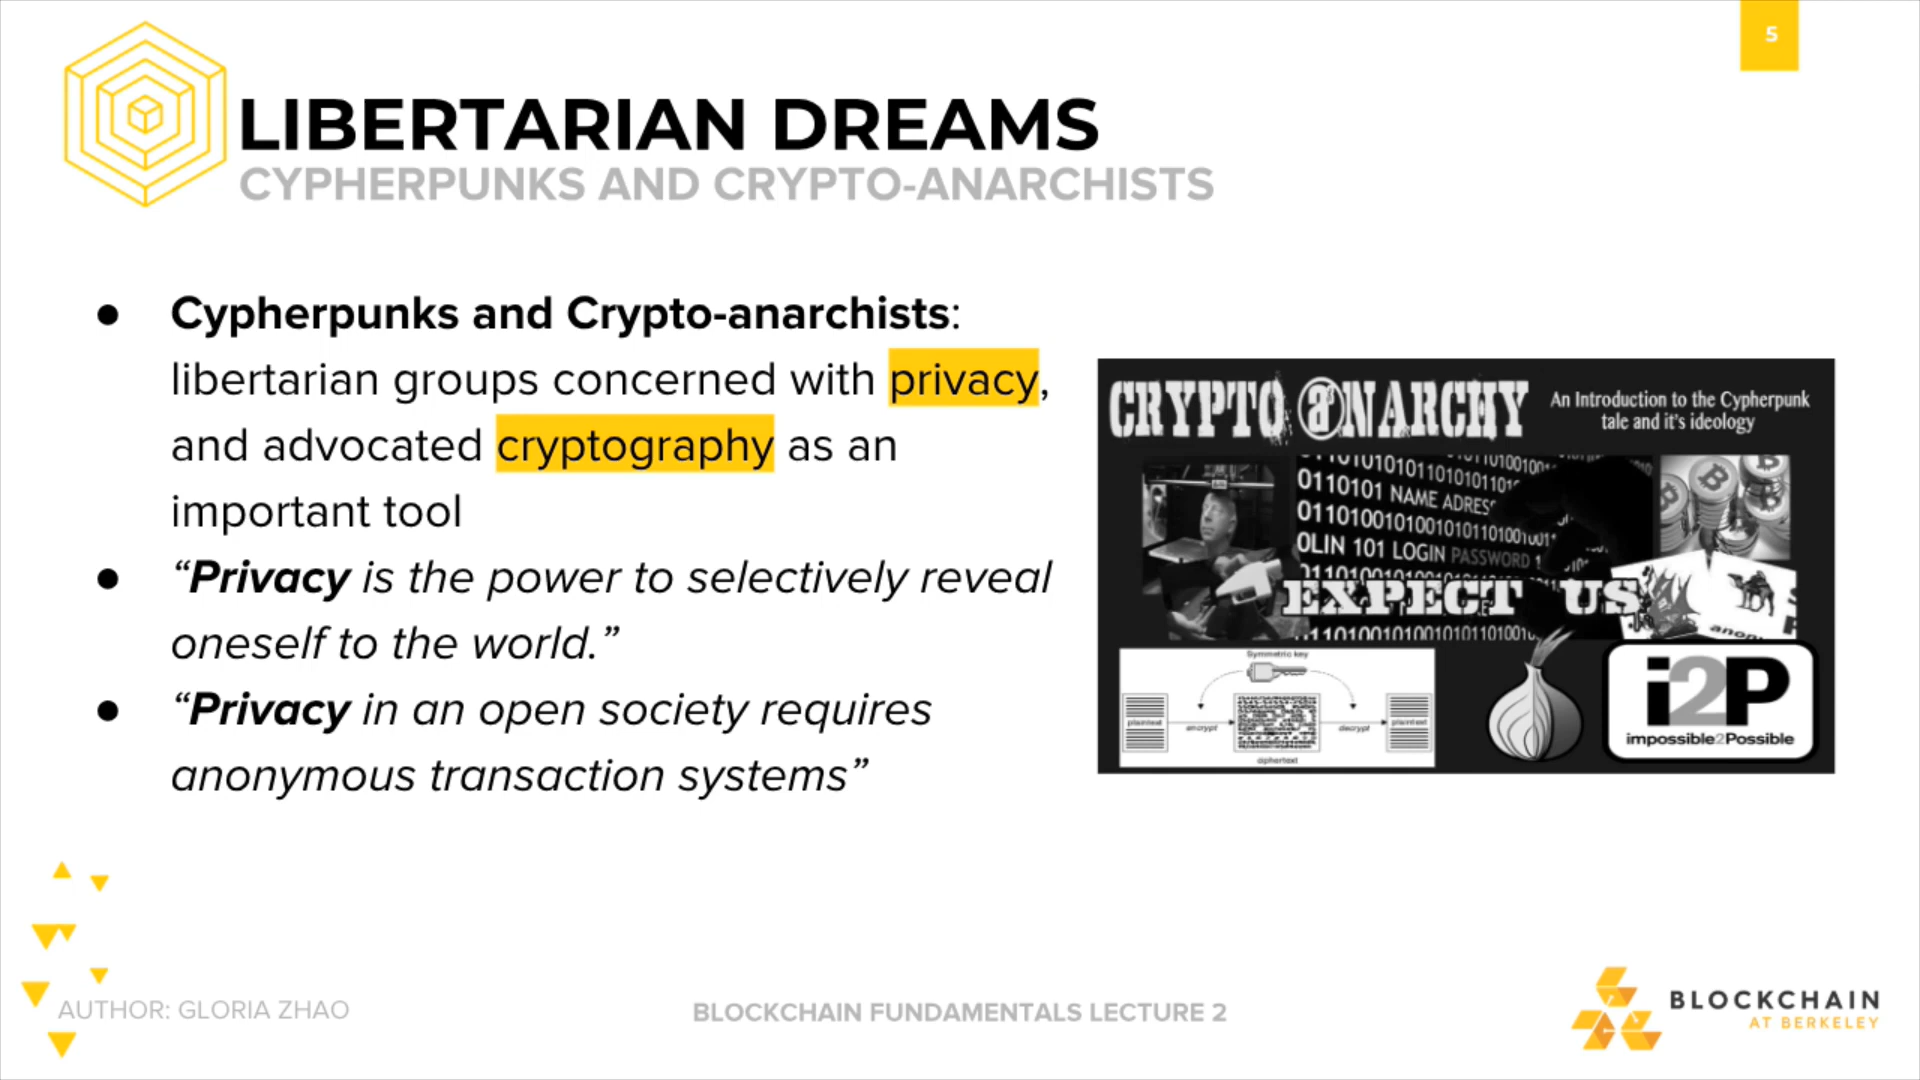 5
LIBERTARIAN DREAMS
CYPHERPUNKS AND CRYPTO-ANARCHISTS
● Cypherpunks and Crypto-anarchists:
libertarian groups concerned with privacy,
and advocated cryptography as an
important tool
● “Privacy is the power to selectively reveal
oneself to the world.”
● “Privacy in an open society requires
anonymous transaction systems”
CRYPTO @NARCHY
An Introduction to the Cypherpunk
tale and it's ideology
0110101 NAME ADRESS
0LIN 101 LOGIN PASSWORD 1
EXPECT US
Symmetric key
plaintext
encrypt
decrypt
plaintext
ciphertext
i2P
impossible2Possible
AUTHOR: GLORIA ZHAO
BLOCKCHAIN FUNDAMENTALS LECTURE 2
BLOCKCHAIN
AT BERKELEY